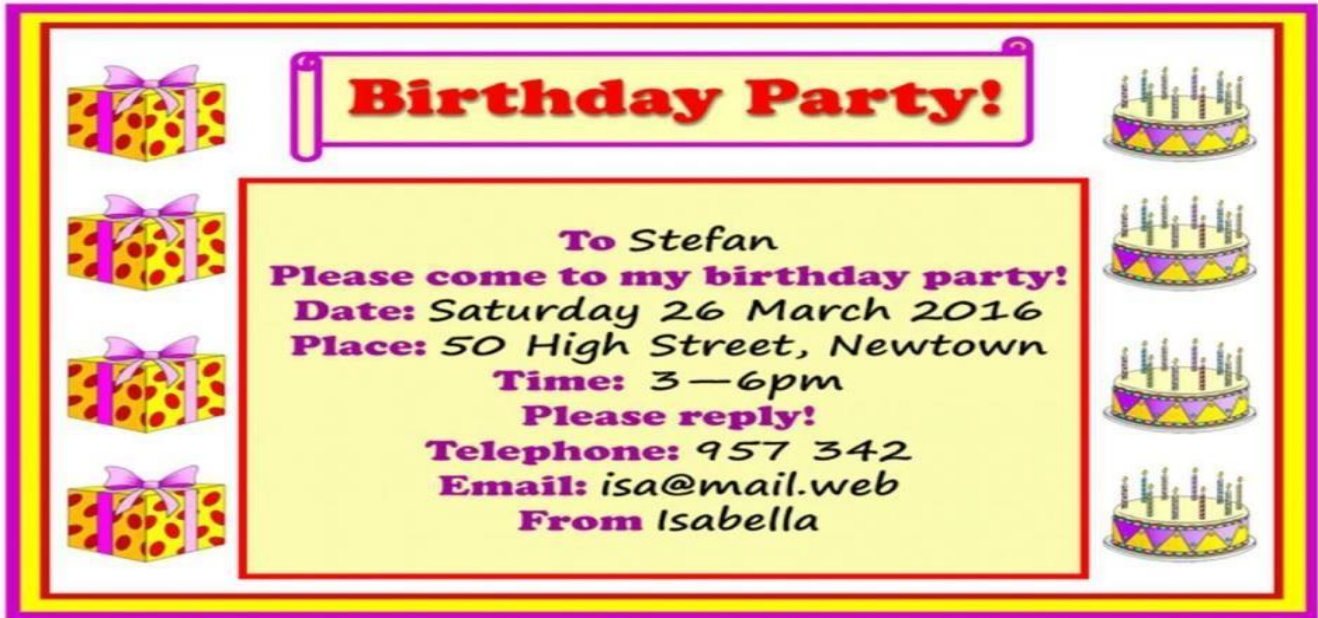 Birthday Party!
To Stefan
Please come to my birthday party!
Date: Saturday 26 March 2016
Place: 50 High Street, Newtown
Time: 3—6pm
Please reply!
Telephone: 957 342
Email: isa@mail.web
From Isabella